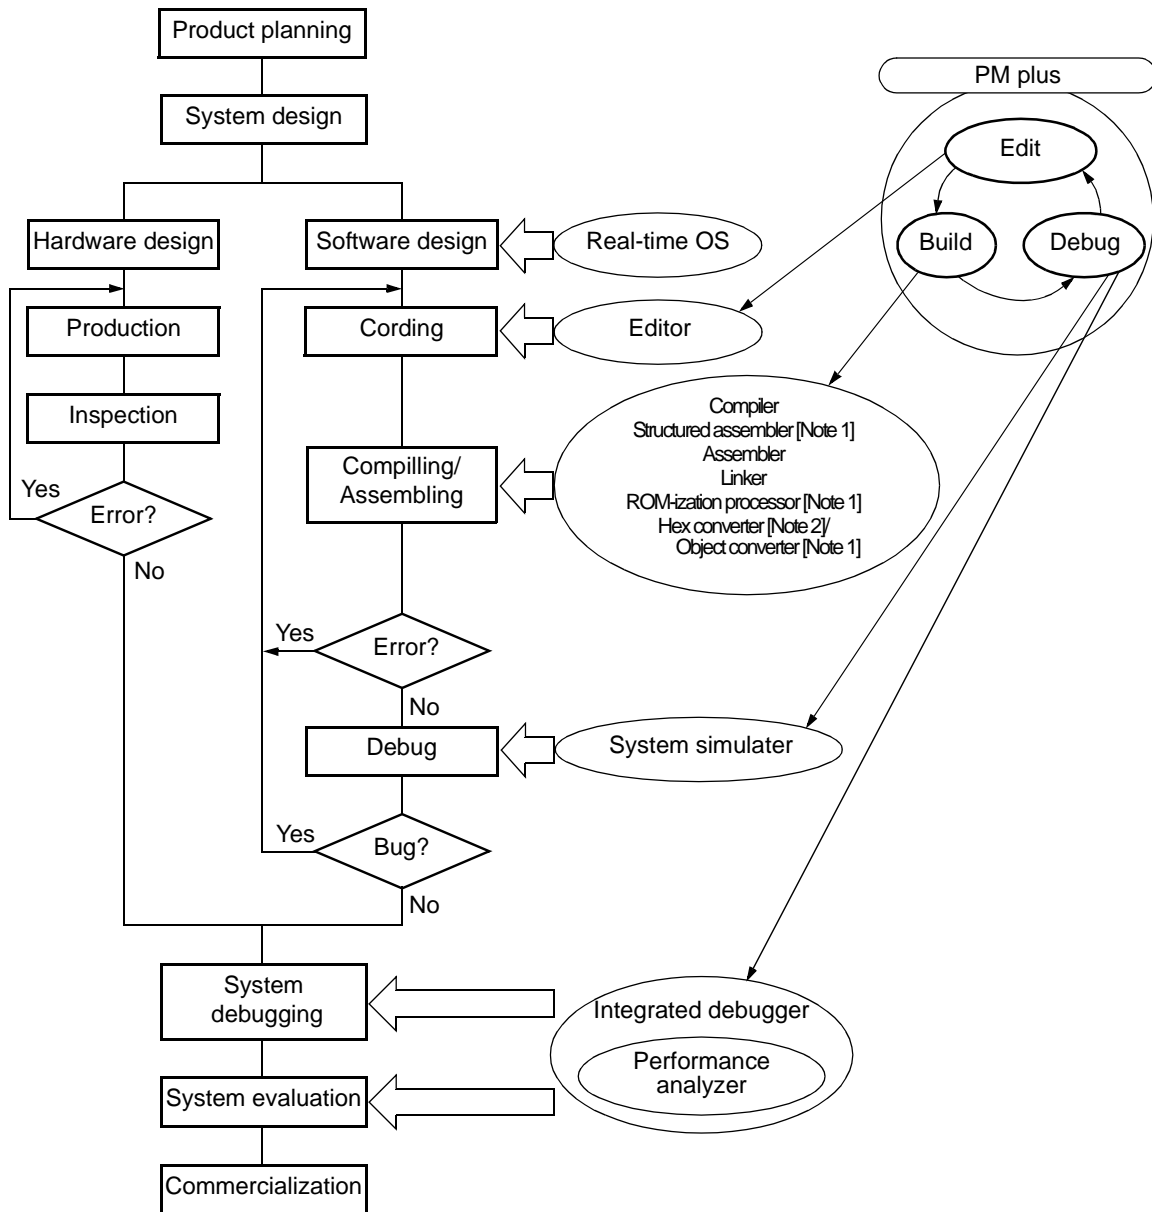 Product planning
PM plus
System design
Edit
Hardware design
Software design
Real-time OS
Build
Debug
Production
Cording
Editor
Inspection
Compiler
Structured assembler [Note 1]
Assembler
Linker
ROM-ization processor [Note 1]
Hex converter [Note 2]/
Object converter [Note 1]
Compilling/
Assembling
Yes
Error?
No
Yes
Error?
No
Debug
System simulater
Yes
Bug?
No
System
debugging
Integrated debugger
Performance
analyzer
System evaluation
Commercialization